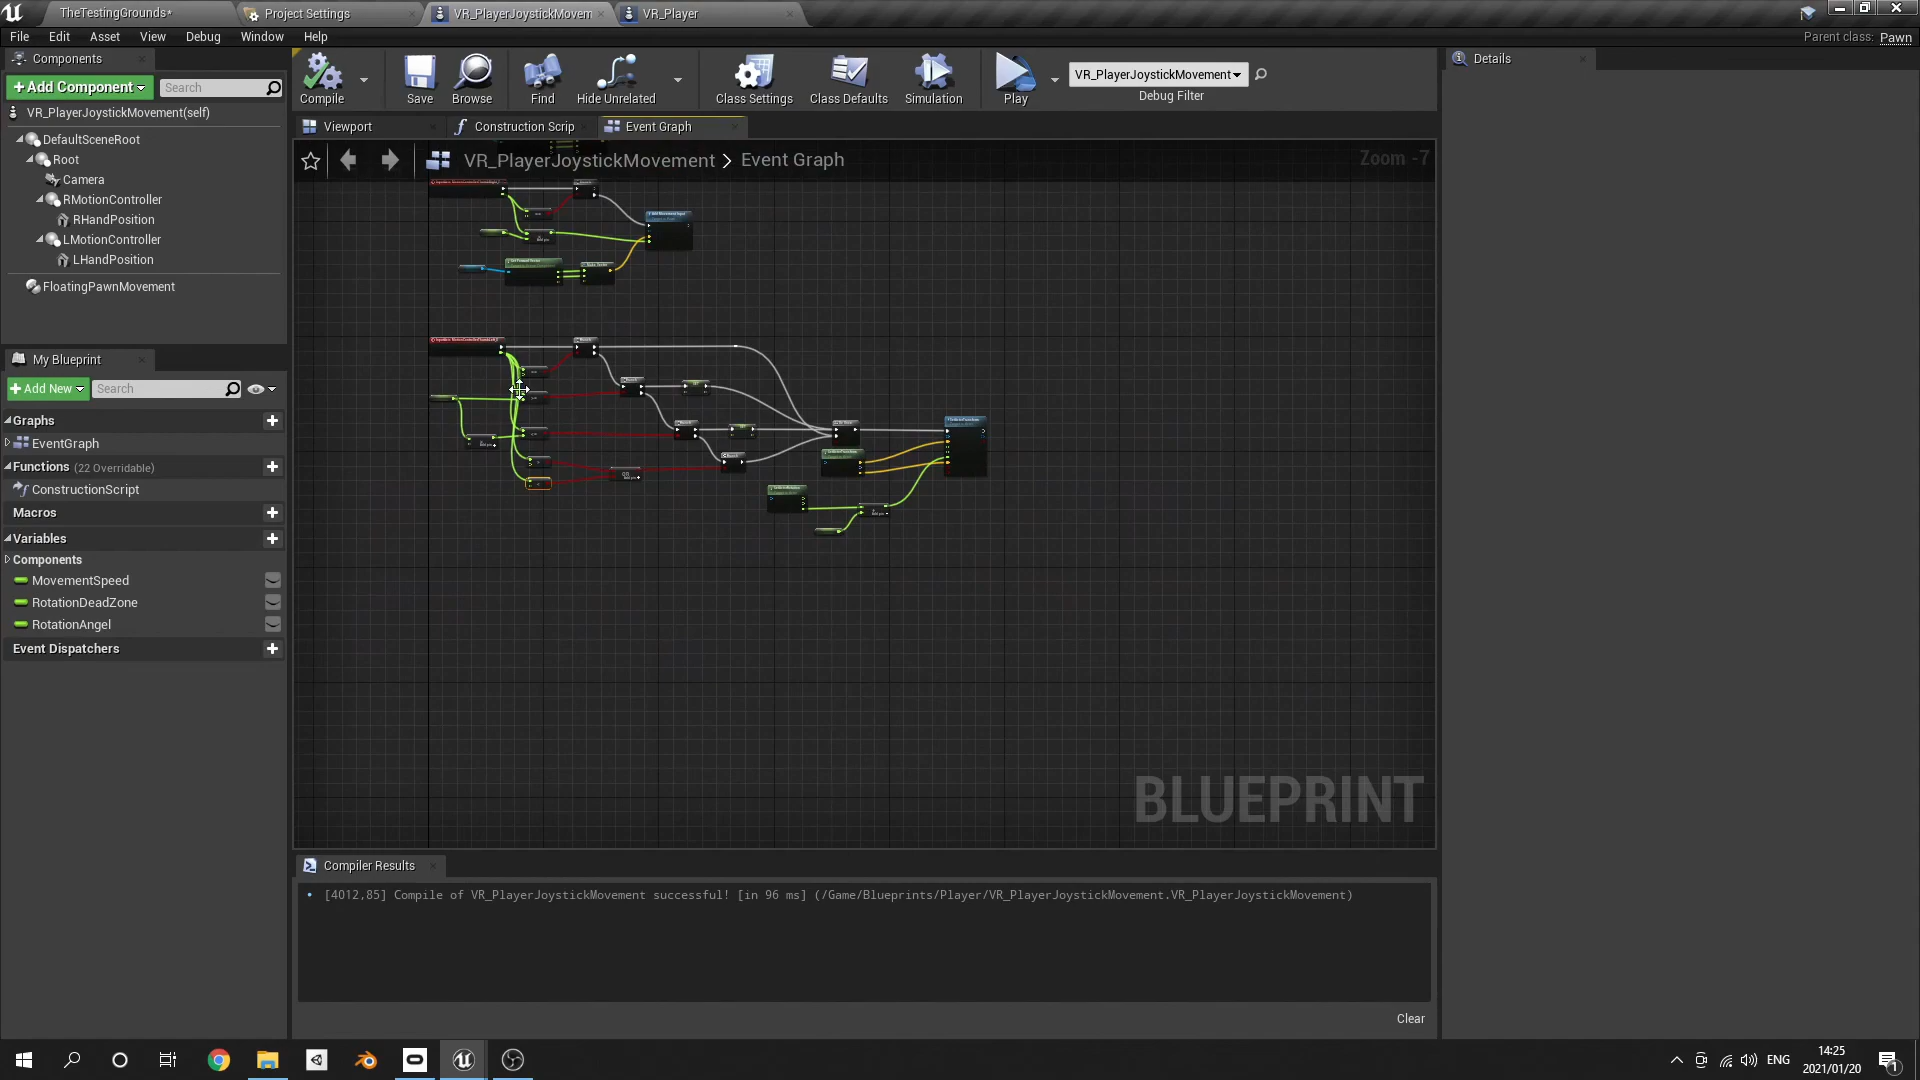 TheTestingGrounds*
Project Settings
VR_PlayerJoystickMovem
VR_Player
File
Edit
Asset
View
Debug
Window
Help
Parent class: Pawn
Components
+Add Component
Search
VR_PlayerJoystickMovement(self)
DefaultSceneRoot
Root
Camera
RMotionController
RHandPosition
LMotionController
LHandPosition
FloatingPawnMovement
My Blueprint
+Add New
Search
Graphs
EventGraph
Functions (22 Overridable)
ConstructionScript
Macros
Variables
Components
MovementSpeed
RotationDeadZone
RotationAngel
Event Dispatchers
Compile
Save
Browse
Find
Hide Unrelated
Class Settings
Class Defaults
Simulation
Play
VR_PlayerJoystickMovement
Debug Filter
Viewport
Construction Scrip
Event Graph
VR_PlayerJoystickMovement > Event Graph
Zoom -7
BLUEPRINT
Compiler Results
• [4012,85] Compile of VR_PlayerJoystickMovement successful! [in 96 ms] (/Game/Blueprints/Player/VR_PlayerJoystickMovement.VR_PlayerJoystickMovement)
Clear
Details
ENG
14:25
2021/01/20
1